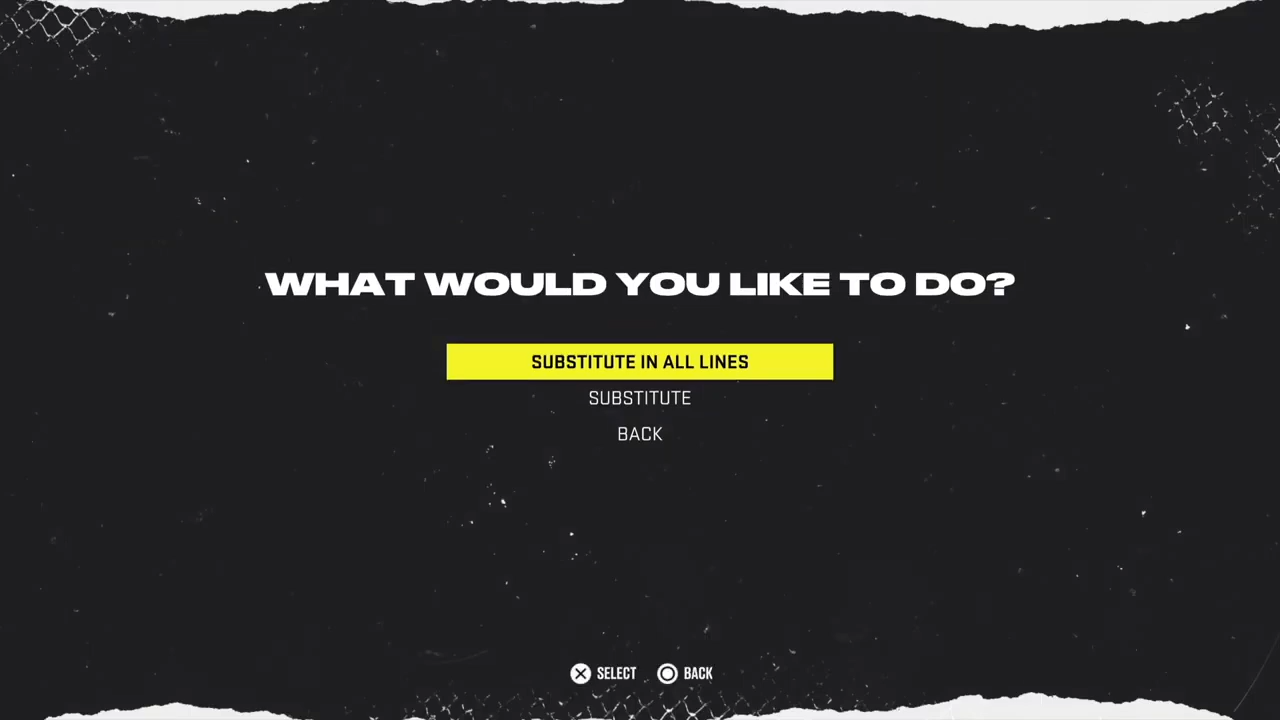 WHAT WOULD YOU LIKE TO DO?
SUBSTITUTE IN ALL LINES
SUBSTITUTE
BACK
SELECT BACK